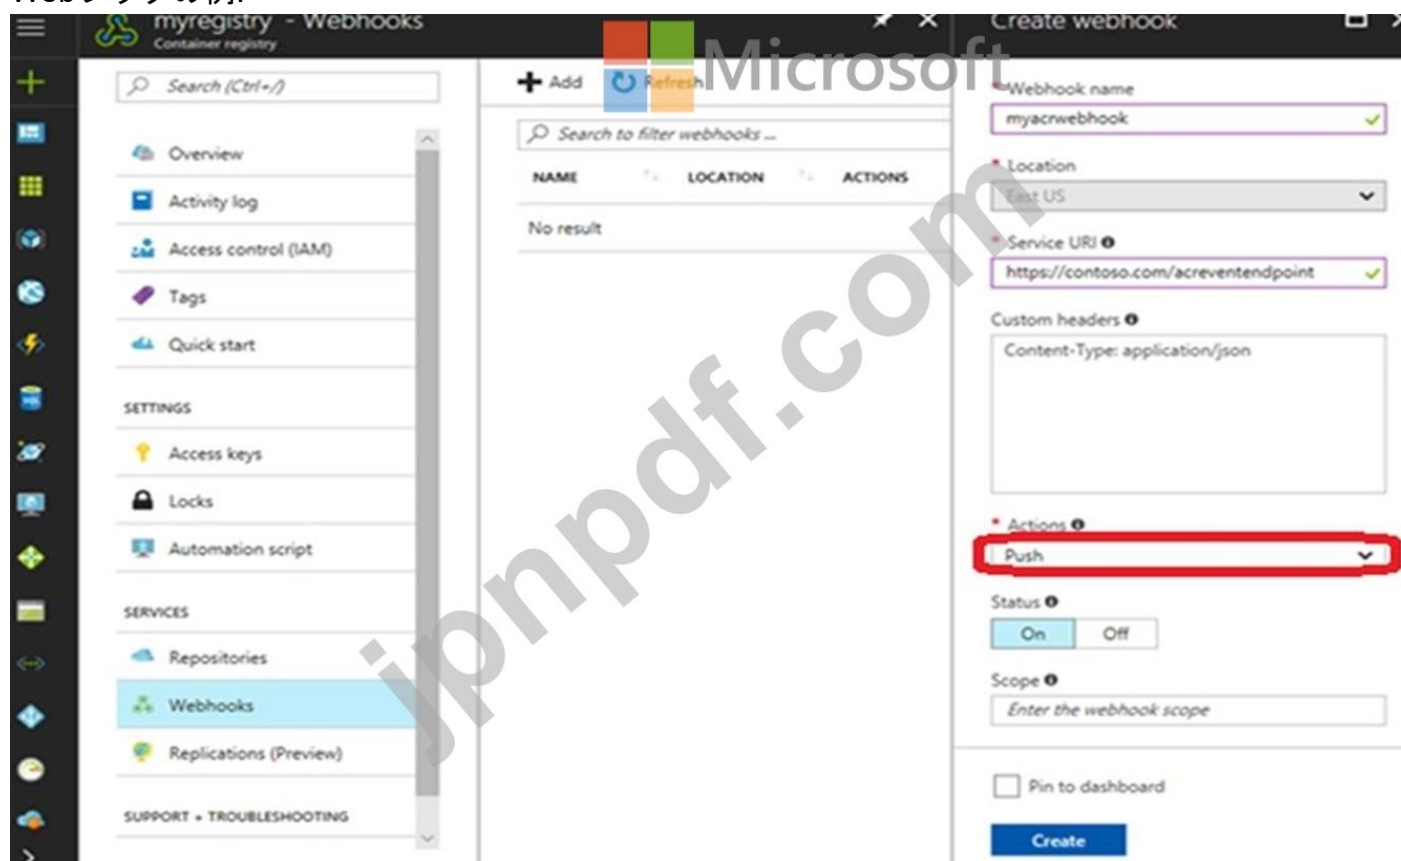 myregistry - Webhooks
Container registry
Search (Ctrl+/)
Overview
Activity log
Access control (IAM)
Tags
Quick start
SETTINGS
Access keys
Locks
Automation script
SERVICES
Repositories
Webhooks
Replications (Preview)
SUPPORT + TROUBLESHOOTING
Add
Refresh
Microsoft
Search to filter webhooks ...
NAME
LOCATION
ACTIONS
No result
Create webhook
* Webhook name
myacrwebhook
* Location
East US
* Service URI
https://contoso.com/acreventendpoint
Custom headers
Content-Type: application/json
* Actions
Push
Status
On
Off
Scope
Enter the webhook scope
Pin to dashboard
Create
jpnpdf.com